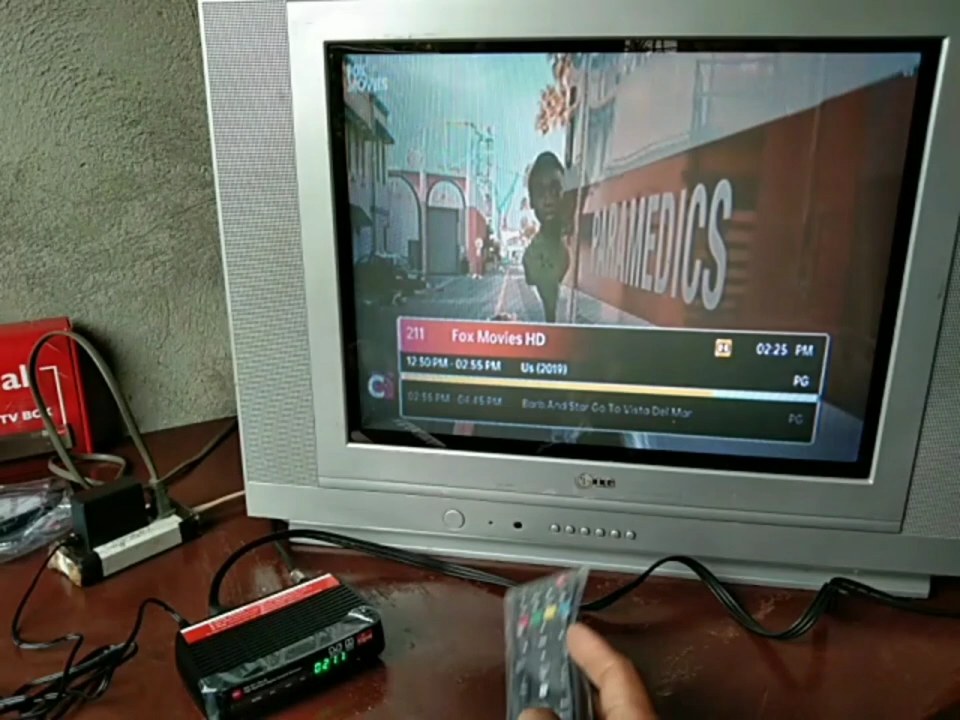 FOX
MOVIES
PARAMEDICS
211 Fox Movies HD 02:25 PM
12:50 PM - 02:55 PM Us (2019) PG
02:55 PM - 04:45 PM Barb And Star Go To Vista Del Mar PG
al
TV BOX
0211